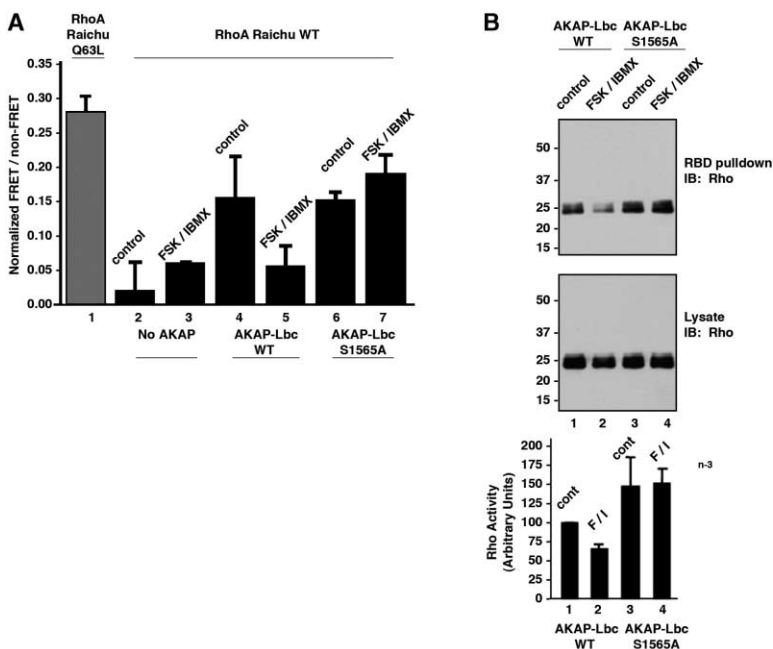 A
RhoA
Raichu
Q63L
RhoA Raichu WT
Normalized FRET / non-FRET
0.35
0.30
0.25
0.20
0.15
0.10
0.05
0.00
control
FSK / IBMX
control
FSK / IBMX
control
FSK / IBMX
1 2 3 4 5 6 7
No AKAP AKAP-Lbc AKAP-Lbc
WT S1565A
B
AKAP-Lbc AKAP-Lbc
WT S1565A
control
FSK / IBMX
control
FSK / IBMX
50
37
25
20
15
RBD pulldown
IB: Rho
50
37
25
20
15
Lysate
IB: Rho
1 2 3 4
Rho Activity
(Arbitrary Units)
200
175
150
125
100
75
50
25
0
cont
F / I
cont
F / I
n-3
1 2 3 4
AKAP-Lbc AKAP-Lbc
WT S1565A